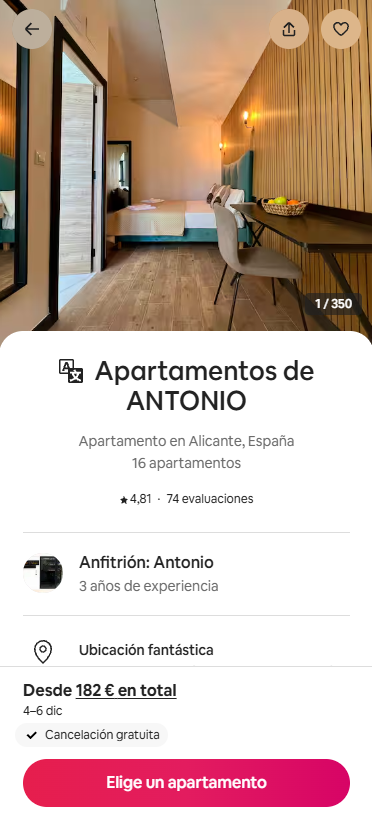 1 / 350
Apartamentos de
ANTONIO
Apartamento en Alicante, España
16 apartamentos
★ 4,81 · 74 evaluaciones
Anfitrión: Antonio
3 años de experiencia
Ubicación fantástica
Desde 182 € en total
4–6 dic
Cancelación gratuita
Elige un apartamento